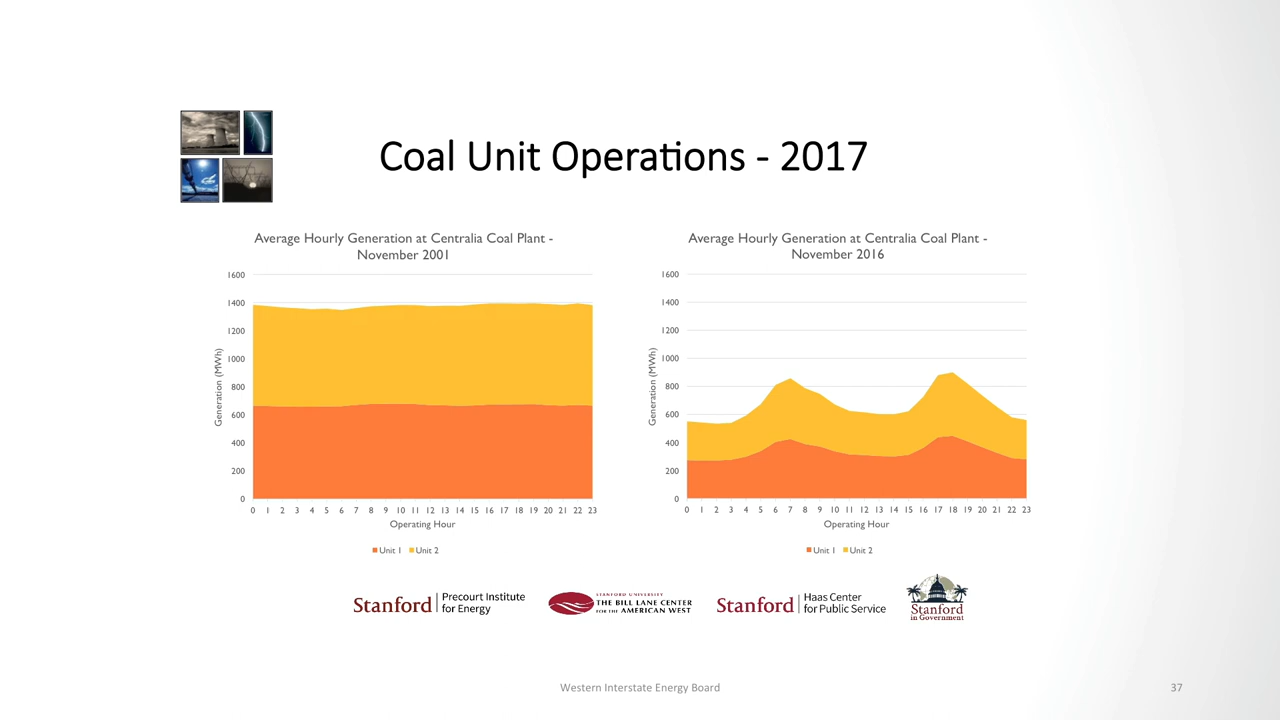 Coal Unit Operations - 2017
Average Hourly Generation at Centralia Coal Plant -
November 2001
1600
1400
1200
1000
800
600
400
200
0
Generation (MWh)
0 1 2 3 4 5 6 7 8 9 10 11 12 13 14 15 16 17 18 19 20 21 22 23
Operating Hour
Unit 1 Unit 2
Average Hourly Generation at Centralia Coal Plant -
November 2016
1600
1400
1200
1000
800
600
400
200
0
Generation (MWh)
0 1 2 3 4 5 6 7 8 9 10 11 12 13 14 15 16 17 18 19 20 21 22 23
Operating Hour
Unit 1 Unit 2
Stanford
Precourt Institute
for Energy
STANFORD UNIVERSITY
THE BILL LANE CENTER
FOR THE AMERICAN WEST
Stanford
Haas Center
for Public Service
Stanford
in Government
Western Interstate Energy Board
37